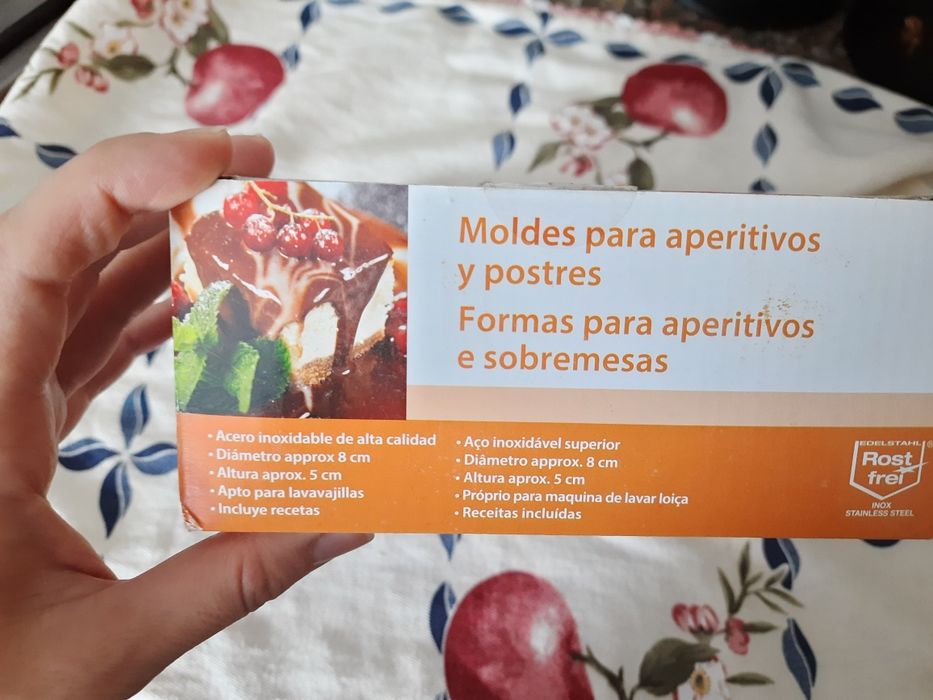 Moldes para aperitivos
y postres
Formas para aperitivos
e sobremesas
• Acero inoxidable de alta calidad
• Diámetro approx 8 cm
• Altura aprox. 5 cm
• Apto para lavavajillas
• Incluye recetas
• Aço inoxidável superior
• Diâmetro approx. 8 cm
• Altura aprox. 5 cm
• Próprio para maquina de lavar loiça
• Receitas incluídas
EDELSTAHL®
Rost
frei
INOX
STAINLESS STEEL